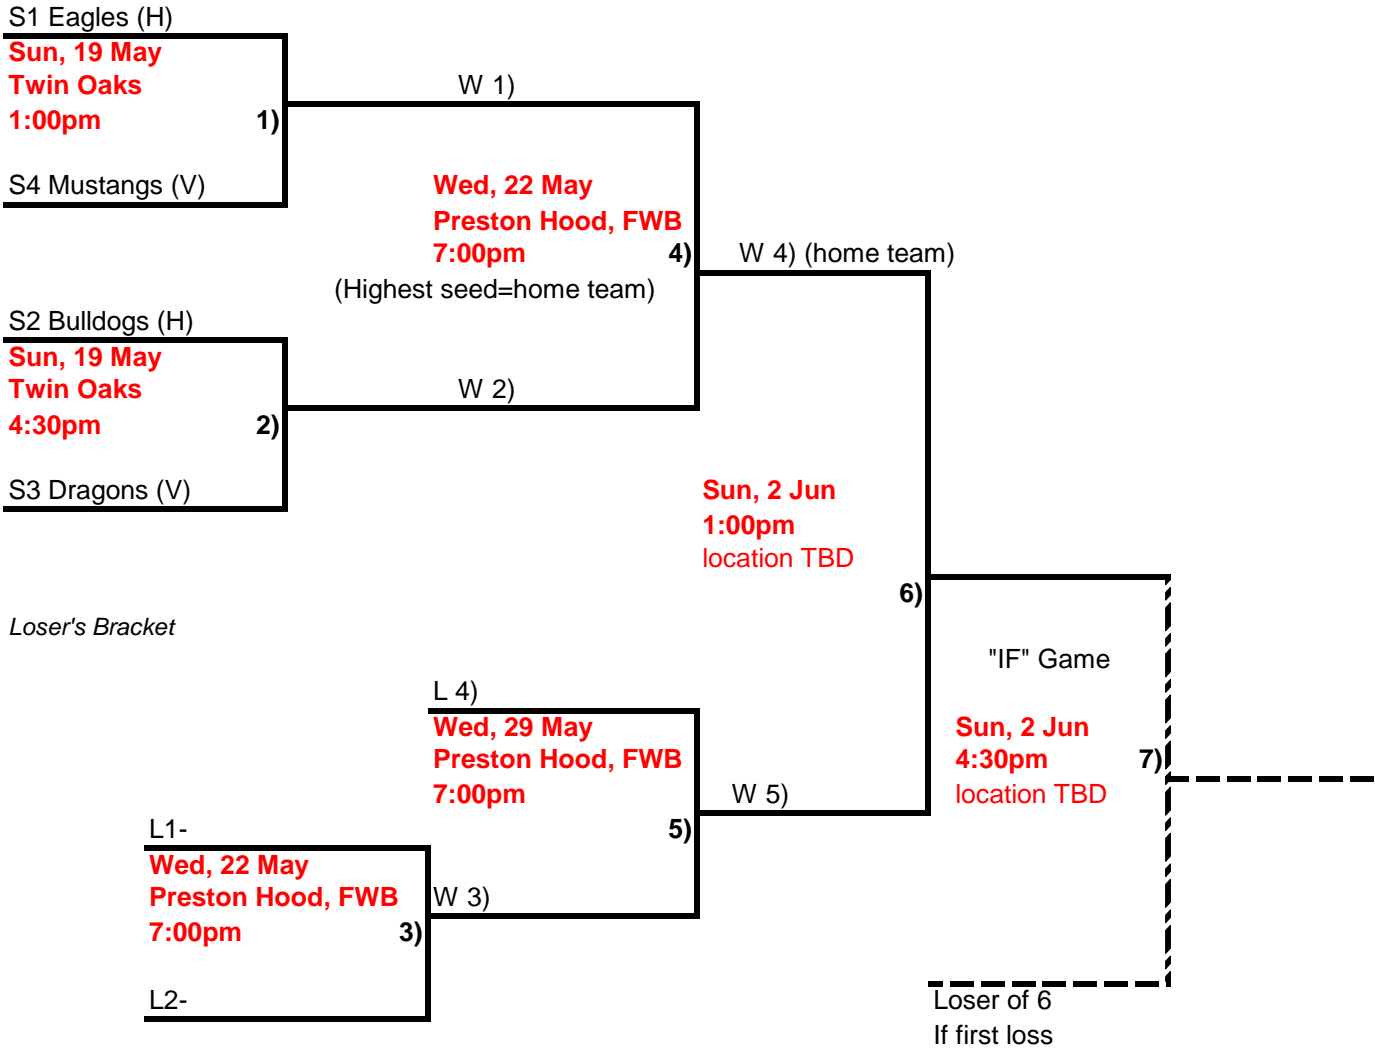 S1 Eagles (H)
Sun, 19 May
Twin Oaks
1:00pm
1)
S4 Mustangs (V)
W 1)
Wed, 22 May
Preston Hood, FWB
7:00pm
4)
(Highest seed=home team)
W 4) (home team)
S2 Bulldogs (H)
Sun, 19 May
Twin Oaks
4:30pm
2)
S3 Dragons (V)
W 2)
Sun, 2 Jun
1:00pm
location TBD
6)
Loser's Bracket
"IF" Game
L 4)
Wed, 29 May
Preston Hood, FWB
7:00pm
5)
W 5)
Sun, 2 Jun
4:30pm
7)
location TBD
L1-
Wed, 22 May
Preston Hood, FWB
7:00pm
3)
W 3)
L2-
Loser of 6
If first loss